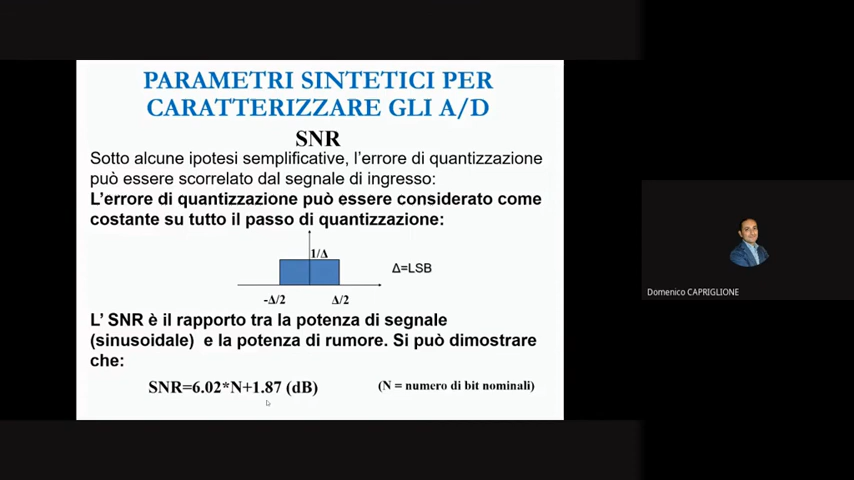 PARAMETRI SINTETICI PER
CARATTERIZZARE GLI A/D
SNR
Sotto alcune ipotesi semplificative, l'errore di quantizzazione
può essere scorrelato dal segnale di ingresso:
L'errore di quantizzazione può essere considerato come
costante su tutto il passo di quantizzazione:
1/Δ
Δ=LSB
-Δ/2
Δ/2
L' SNR è il rapporto tra la potenza di segnale
(sinusoidale) e la potenza di rumore. Si può dimostrare
che:
SNR=6.02*N+1.87 (dB)
(N = numero di bit nominali)
Domenico CAPRIGLIONE